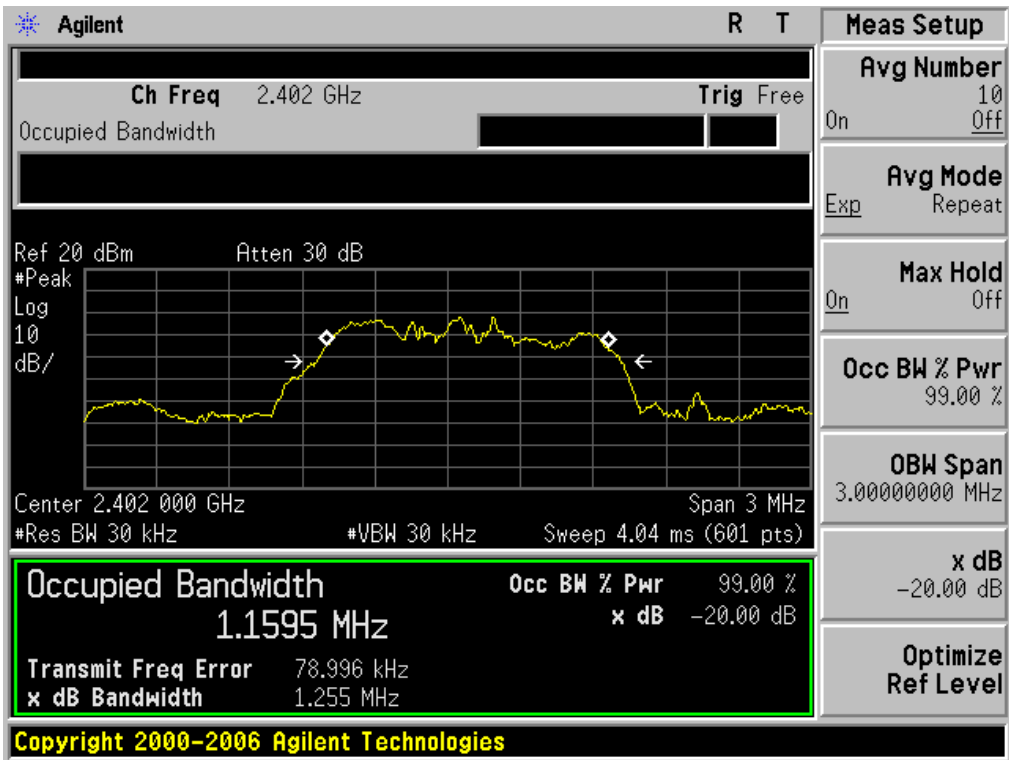 Agilent R T
Ch Freq 2.402 GHz Trig Free
Occupied Bandwidth
Ref 20 dBm Atten 30 dB
#Peak
Log
10
dB/
Center 2.402 000 GHz Span 3 MHz
#Res BW 30 kHz #VBW 30 kHz Sweep 4.04 ms (601 pts)
Occupied Bandwidth Occ BW % Pwr 99.00 %
1.1595 MHz x dB -20.00 dB
Transmit Freq Error 78.996 kHz
x dB Bandwidth 1.255 MHz
Copyright 2000-2006 Agilent Technologies
Meas Setup
Avg Number
10
On Off
Avg Mode
Exp Repeat
Max Hold
On Off
Occ BW % Pwr
99.00 %
OBW Span
3.00000000 MHz
x dB
-20.00 dB
Optimize
Ref Level